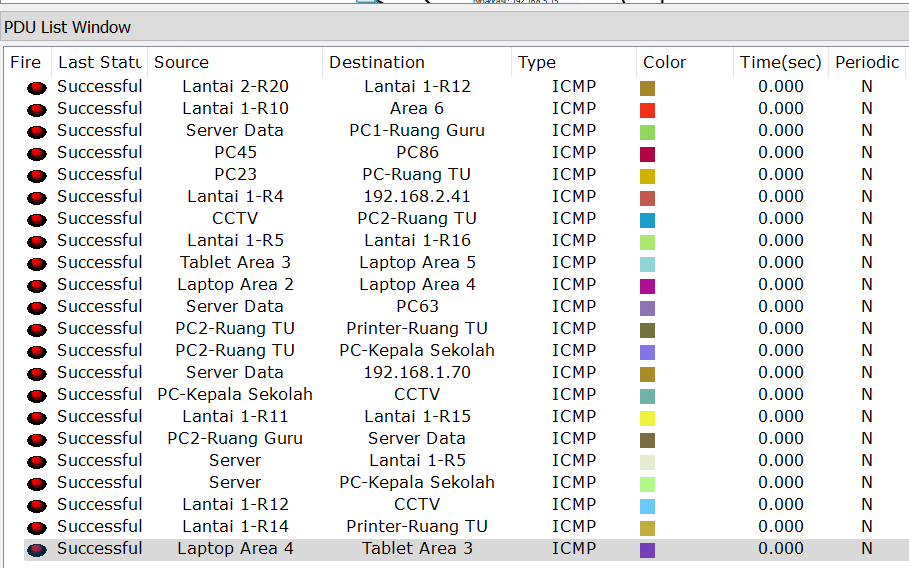 PDU List Window
Fire Last Statu Source Destination Type Color Time(sec) Periodic
Successful Lantai 2-R20 Lantai 1-R12 ICMP 0.000 N
Successful Lantai 1-R10 Area 6 ICMP 0.000 N
Successful Server Data PC1-Ruang Guru ICMP 0.000 N
Successful PC45 PC86 ICMP 0.000 N
Successful PC23 PC-Ruang TU ICMP 0.000 N
Successful Lantai 1-R4 192.168.2.41 ICMP 0.000 N
Successful CCTV PC2-Ruang TU ICMP 0.000 N
Successful Lantai 1-R5 Lantai 1-R16 ICMP 0.000 N
Successful Tablet Area 3 Laptop Area 5 ICMP 0.000 N
Successful Laptop Area 2 Laptop Area 4 ICMP 0.000 N
Successful Server Data PC63 ICMP 0.000 N
Successful PC2-Ruang TU Printer-Ruang TU ICMP 0.000 N
Successful PC2-Ruang TU PC-Kepala Sekolah ICMP 0.000 N
Successful Server Data 192.168.1.70 ICMP 0.000 N
Successful PC-Kepala Sekolah CCTV ICMP 0.000 N
Successful Lantai 1-R11 Lantai 1-R15 ICMP 0.000 N
Successful PC2-Ruang Guru Server Data ICMP 0.000 N
Successful Server Lantai 1-R5 ICMP 0.000 N
Successful Server PC-Kepala Sekolah ICMP 0.000 N
Successful Lantai 1-R12 CCTV ICMP 0.000 N
Successful Lantai 1-R14 Printer-Ruang TU ICMP 0.000 N
Successful Laptop Area 4 Tablet Area 3 ICMP 0.000 N